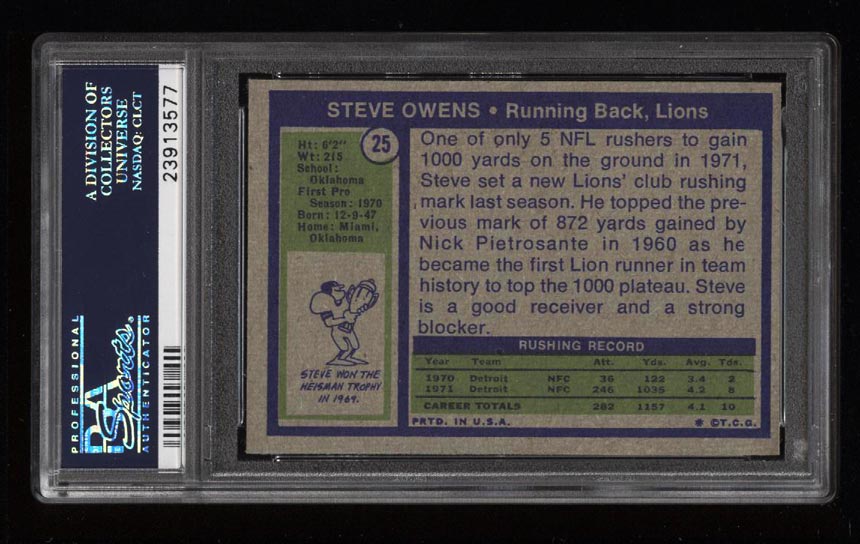 A DIVISION OF
COLLECTORS
UNIVERSE
NASDAQ: CLCT
23913577
PROFESSIONAL
PSA
Sports®
AUTHENTICATOR
STEVE OWENS • Running Back, Lions
25
Ht: 6'2"
Wt: 215
School:
Oklahoma
First Pro
Season: 1970
Born: 12-9-47
Home: Miami,
Oklahoma
STEVE WON THE
HEISMAN TROPHY
IN 1969.
One of only 5 NFL rushers to gain
1000 yards on the ground in 1971,
Steve set a new Lions' club rushing
mark last season. He topped the pre-
vious mark of 872 yards gained by
Nick Pietrosante in 1960 as he
became the first Lion runner in team
history to top the 1000 plateau. Steve
is a good receiver and a strong
blocker.
RUSHING RECORD
Year Team Att. Yds. Avg. Tds.
1970 Detroit NFC 36 122 3.4 2
1971 Detroit NFC 246 1035 4.2 8
CAREER TOTALS 282 1157 4.1 10
PRTD. IN U.S.A. * ©T.C.G.